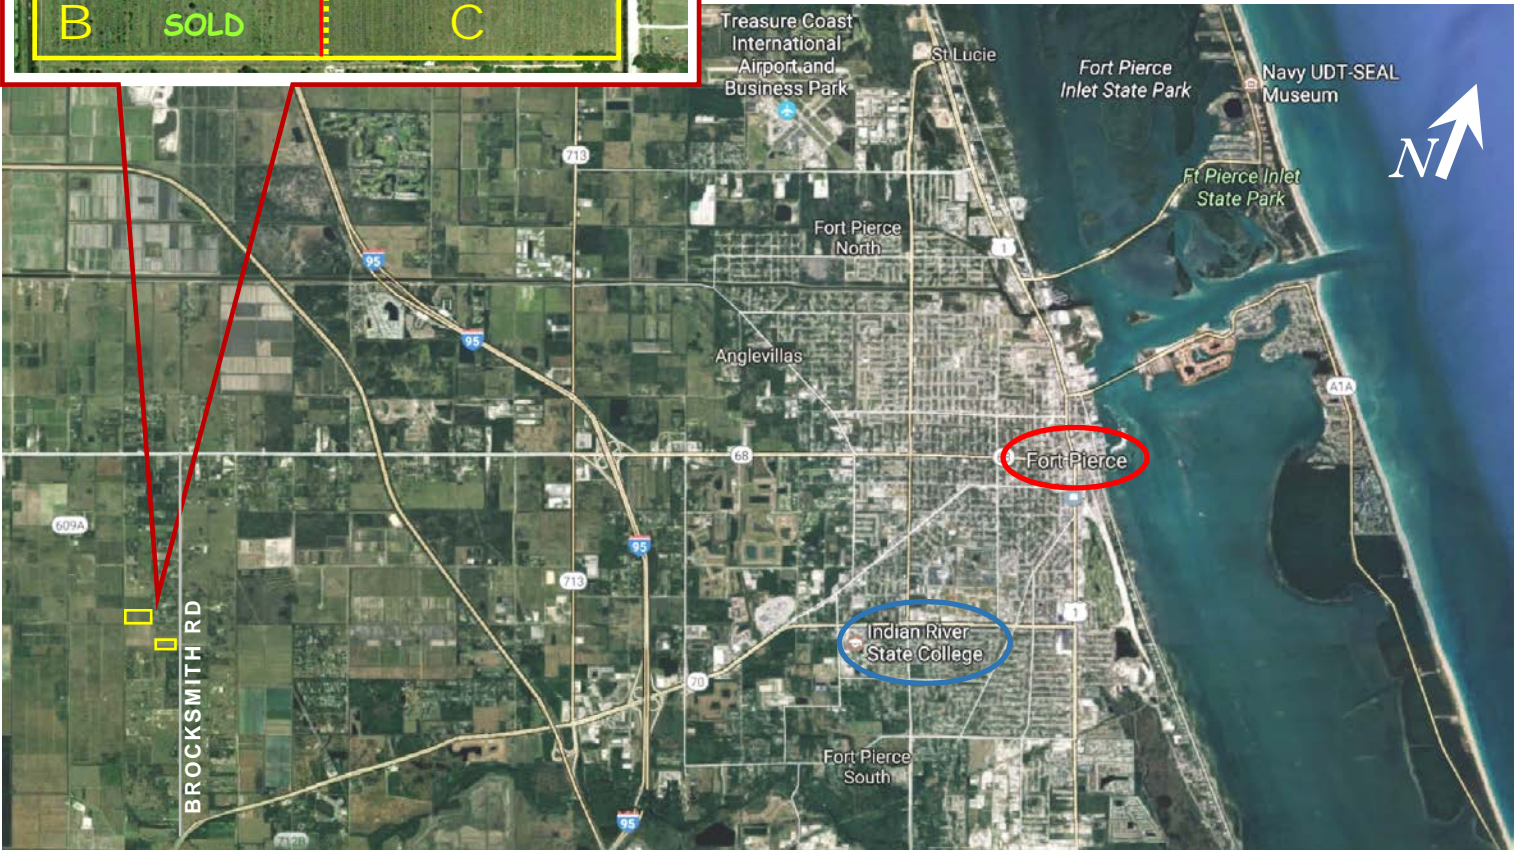 B
SOLD
C
Treasure Coast
International
Airport and
Business Park
St Lucie
Fort Pierce
Inlet State Park
Navy UDT-SEAL
Museum
N
713
Ft Pierce Inlet
State Park
Fort Pierce
North
1
95
95
Anglevillas
A1A
68
Fort Pierce
609A
95
713
BROCKSMITH RD
1
Indian River
State College
70
Fort Pierce
South
95
712B